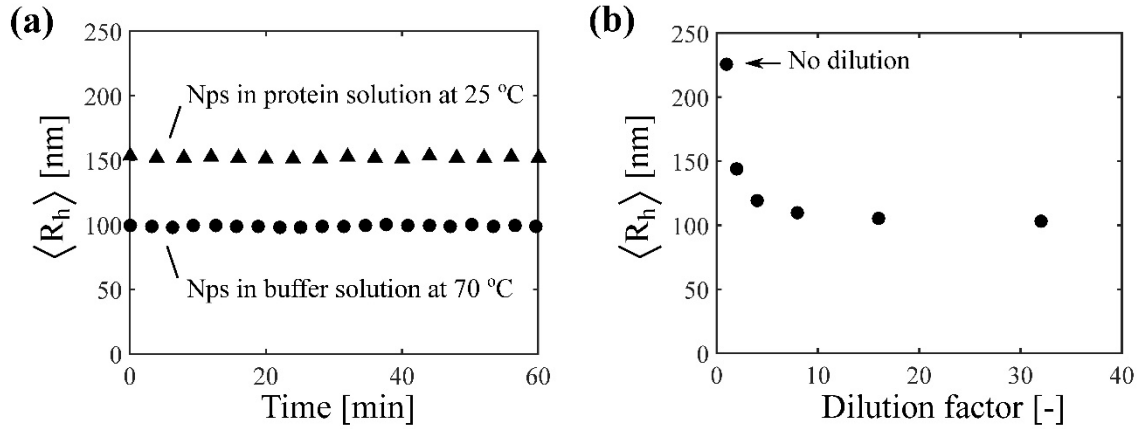 (a)
250
200
150
100
50
0
⟨Rh⟩ [nm]
Nps in protein solution at 25 ºC
Nps in buffer solution at 70 ºC
0 20 40 60
Time [min]
(b)
250
200
150
100
50
0
⟨Rh⟩ [nm]
No dilution
0 10 20 30 40
Dilution factor [-]